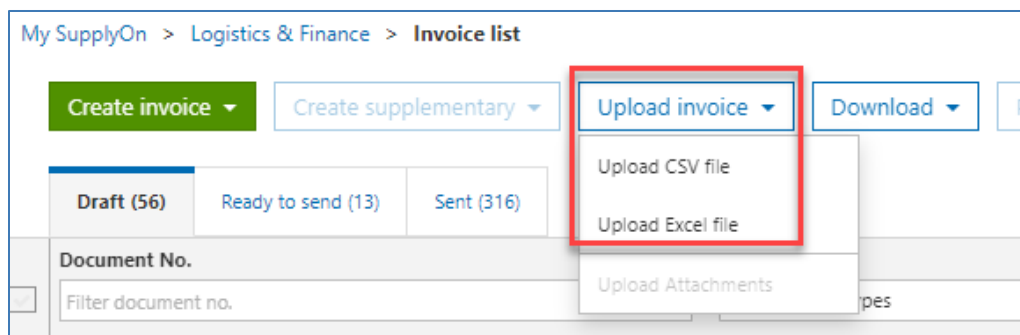 My SupplyOn > Logistics & Finance > Invoice list
Create invoice Create supplementary Upload invoice Download
Upload CSV file
Draft (56) Ready to send (13) Sent (316)
Upload Excel file
Document No.
Upload Attachments
Filter document no.